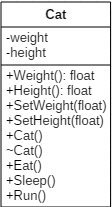 Cat
-weight
-height
+Weight(): float
+Height(): float
+SetWeight(float)
+SetHeight(float)
+Cat()
~Cat()
+Eat()
+Sleep()
+Run()